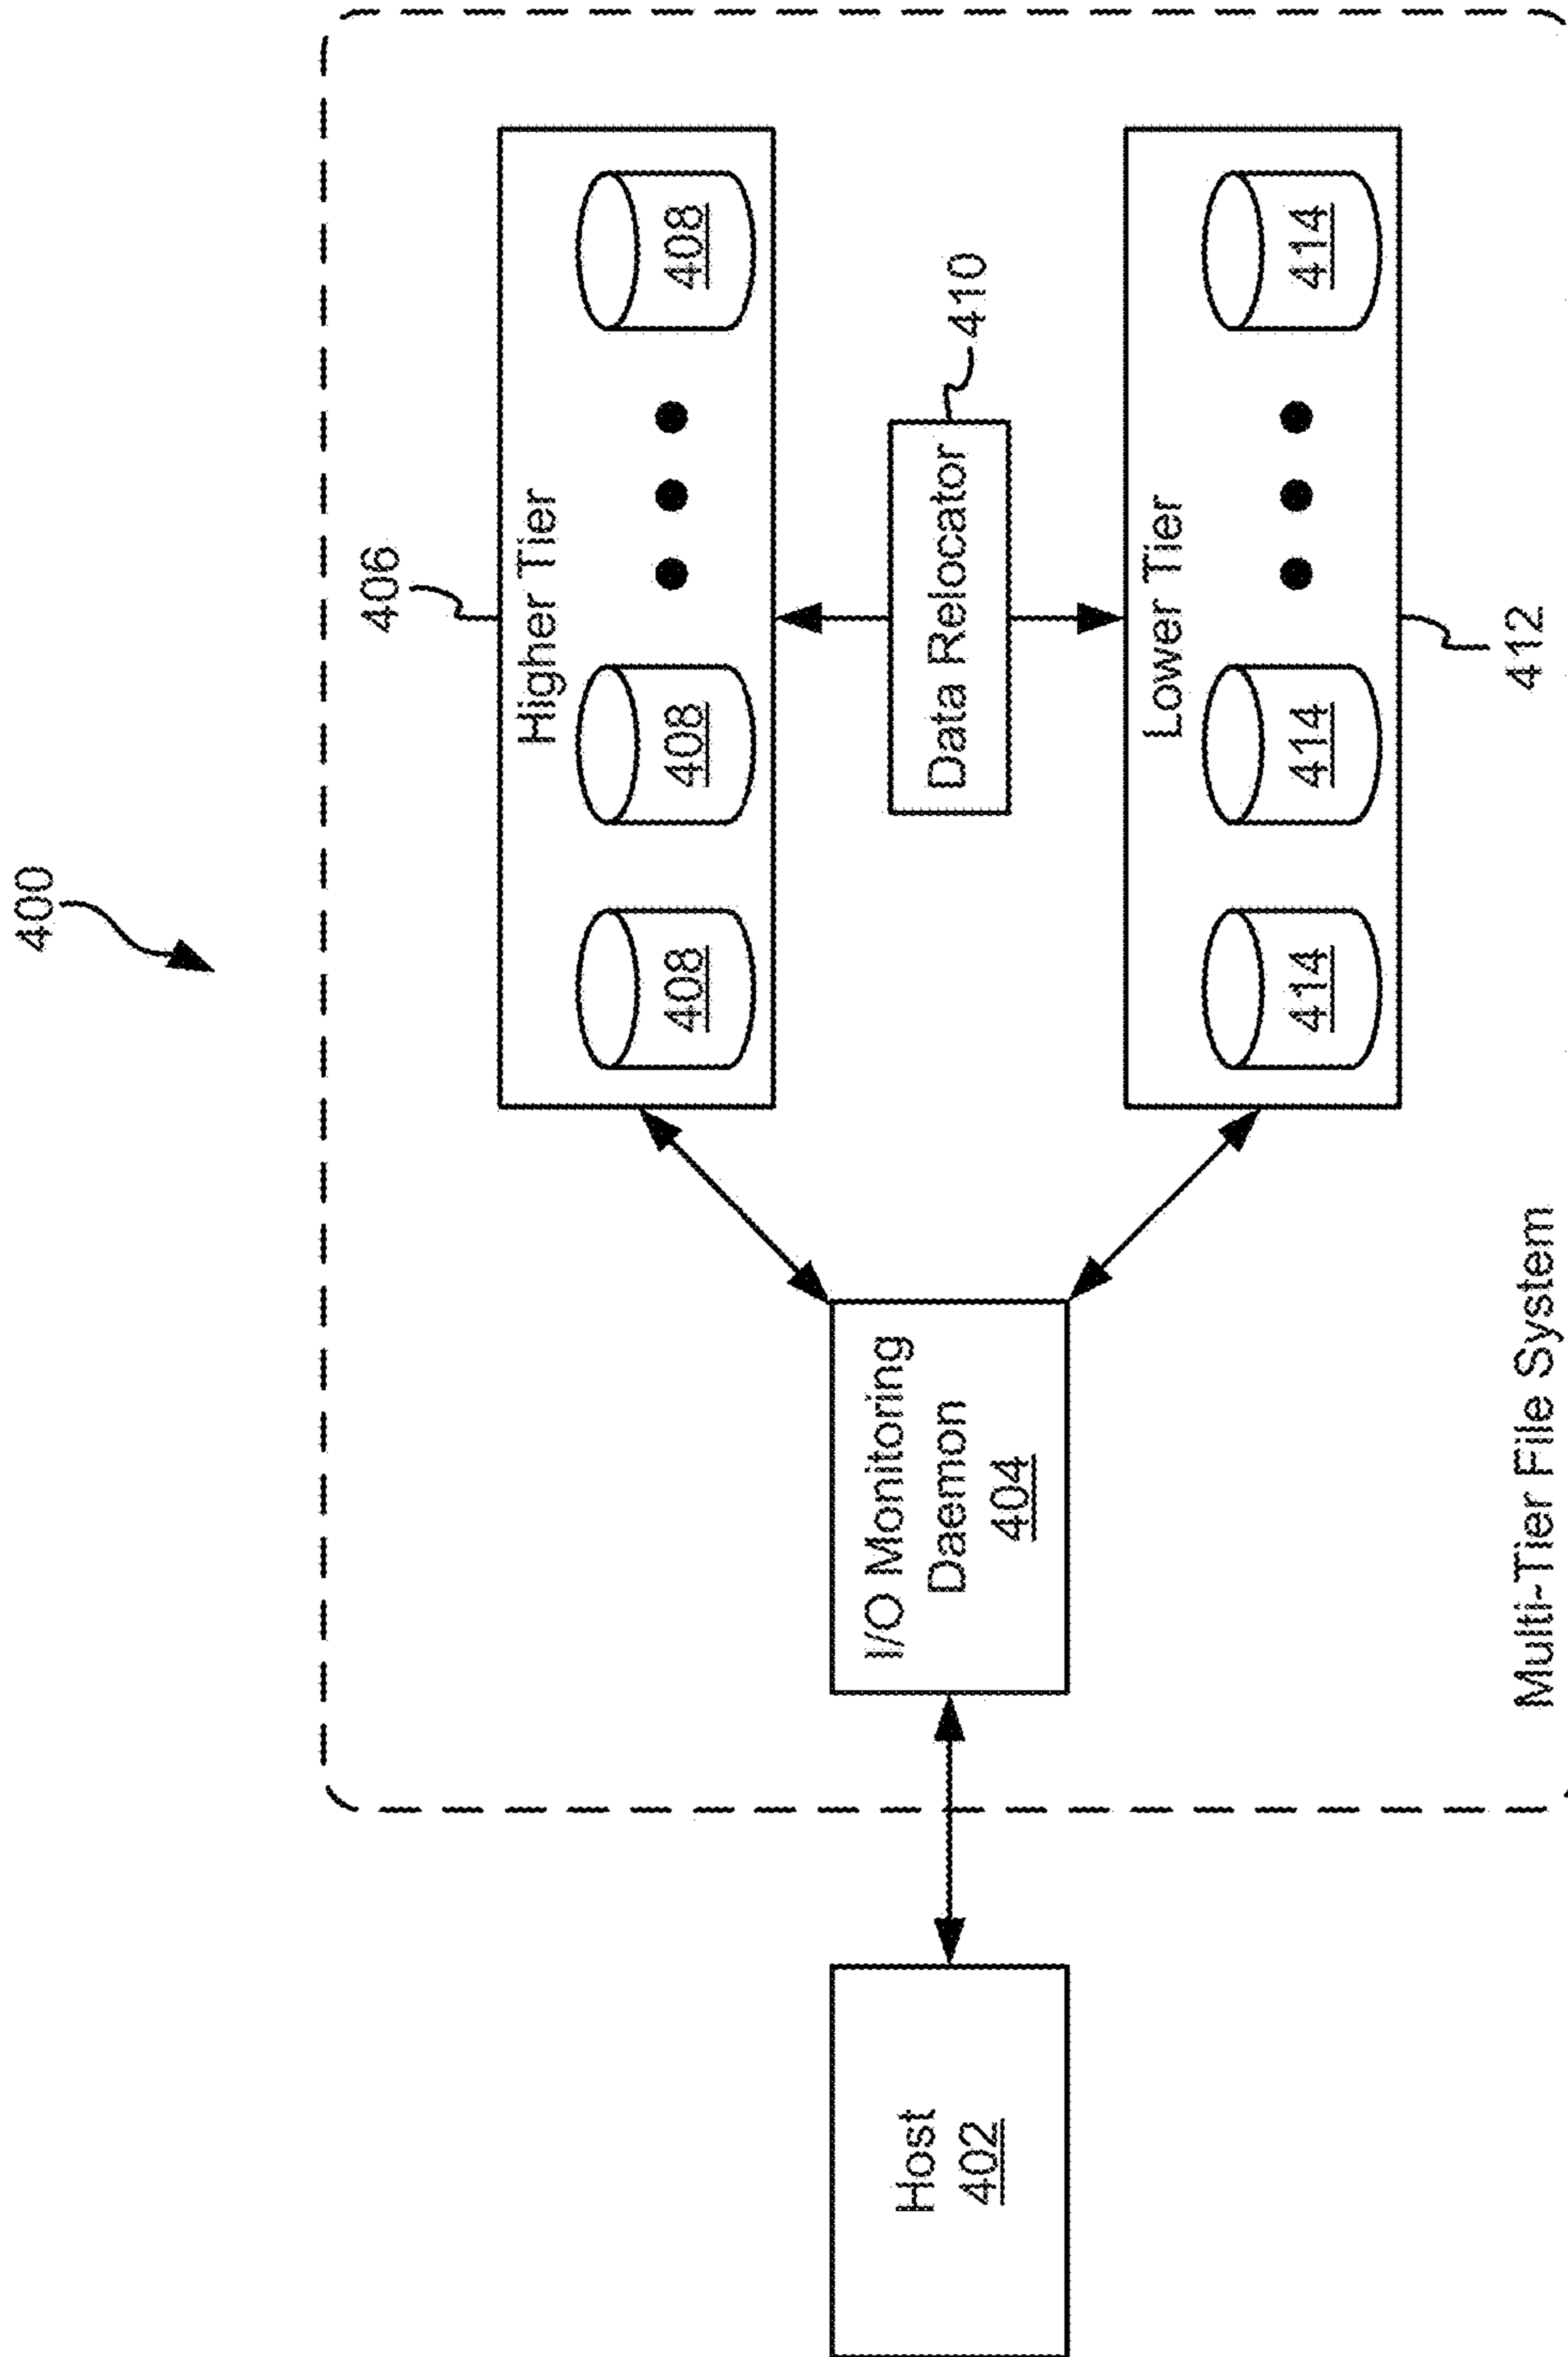 400
406
Higher Tier
408
408
408
Data Relocator
410
Host
402
I/O Monitoring
Daemon
404
Lower Tier
414
414
414
412
Multi-Tier File System